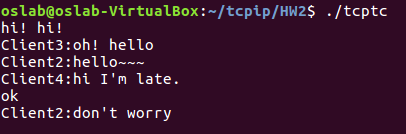 oslab@oslab-VirtualBox:~/tcpip/HW2$ ./tcptc
hi! hi!
Client3:oh! hello
Client2:hello~~~
Client4:hi I'm late.
ok
Client2:don't worry